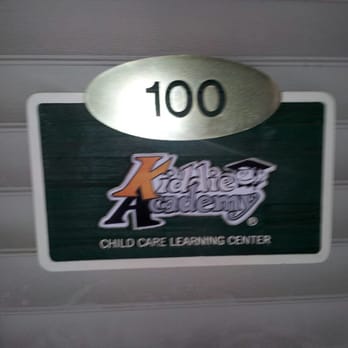 100
Kiddie
Academy®
CHILD CARE LEARNING CENTER